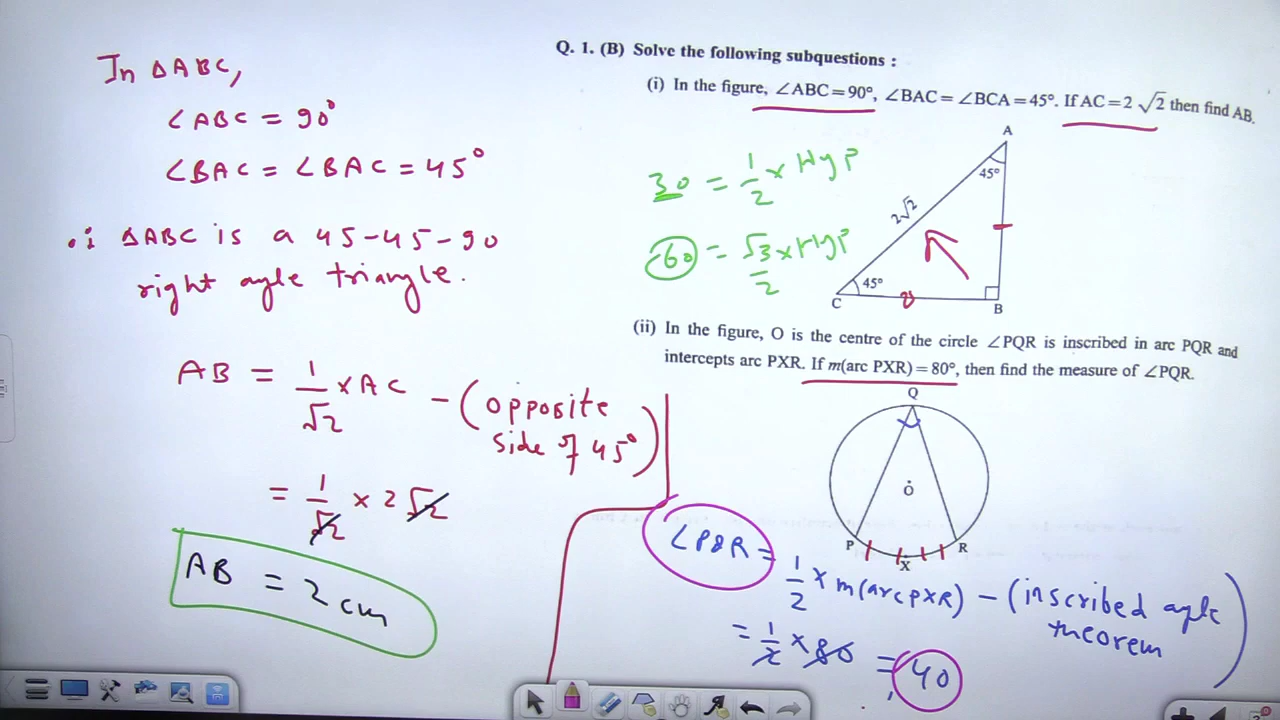 In ΔABC,
∠ABC = 90°
∠BAC = ∠BAC = 45°
∴ ΔABC is a 45-45-90
right agle triangle.
AB = 1/√2 × AC - (opposite side of 45°)
= 1/√2 × 2√2
AB = 2 cm
Q. 1. (B) Solve the following subquestions :
(i) In the figure, ∠ABC=90°, ∠BAC=∠BCA=45°. If AC=2 √2 then find AB.
30 = 1/2 × Hyp
60 = √3/2 × Hyp
A
45°
2√2
45°
C
B
(ii) In the figure, O is the centre of the circle ∠PQR is inscribed in arc PQR and
intercepts arc PXR. If m(arc PXR)=80°, then find the measure of ∠PQR.
Q
O
P
R
X
∠PQR = 1/2 × m(arc PXR) - (inscribed agle theorem)
= 1/2 × 80 = 40